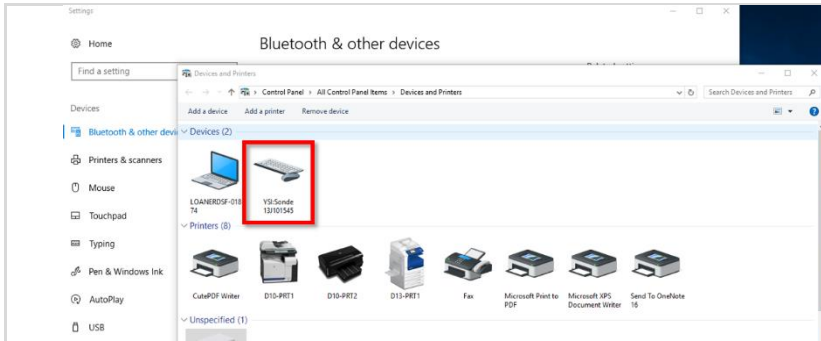 Settings
Home
Bluetooth & other devices
Find a setting
Devices and Printers
Control Panel > All Control Panel Items > Devices and Printers
Search Devices and Printers
Add a device Add a printer Remove device
Devices
Bluetooth & other devi
Devices (2)
Printers & scanners
Mouse
LOANERDSF-018
74
YSI:Sonde
13J101545
Touchpad
Printers (8)
Typing
Pen & Windows Ink
AutoPlay
CutePDF Writer
D10-PRT1
D10-PRT2
D13-PRT1
Fax
Microsoft Print to
PDF
Microsoft XPS
Document Writer
Send To OneNote
16
Unspecified (1)
USB